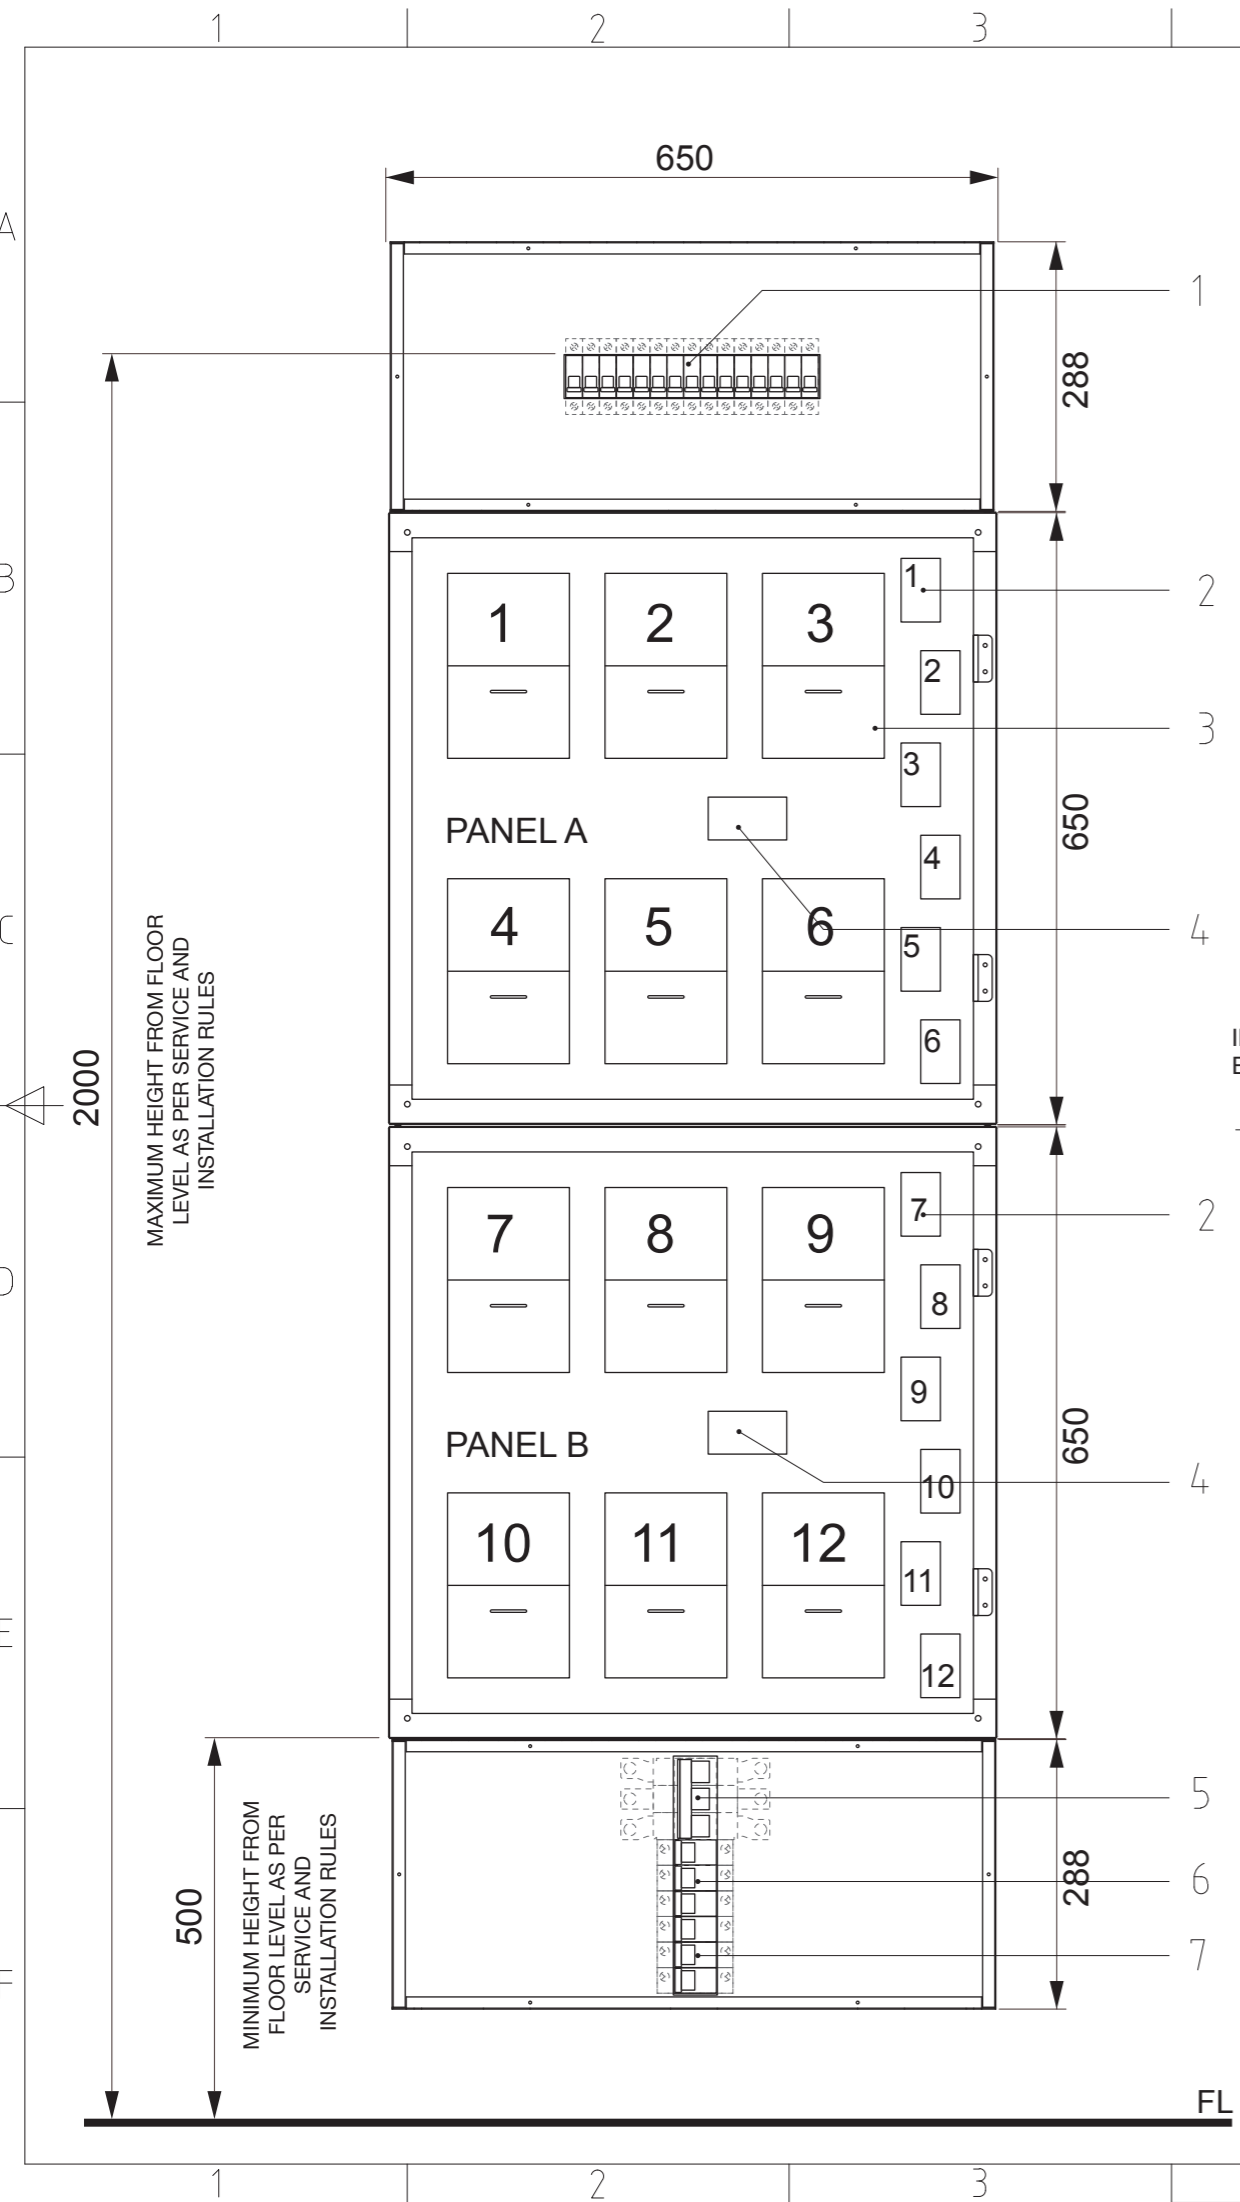 1 2 3
650
A
1
288
B
1 2 3 1 2
2
3
3
PANEL A
4
650
C
4 5 6 5 4
6
MAXIMUM HEIGHT FROM FLOOR
LEVEL AS PER SERVICE AND
INSTALLATION RULES
2000
7 8 9 7 2
8
D
9
PANEL B
650
10 4
10 11 12
11
E
12
5
MINIMUM HEIGHT FROM
FLOOR LEVEL AS PER
SERVICE AND
INSTALLATION RULES
500
288
6
7
F
FL
1 2 3